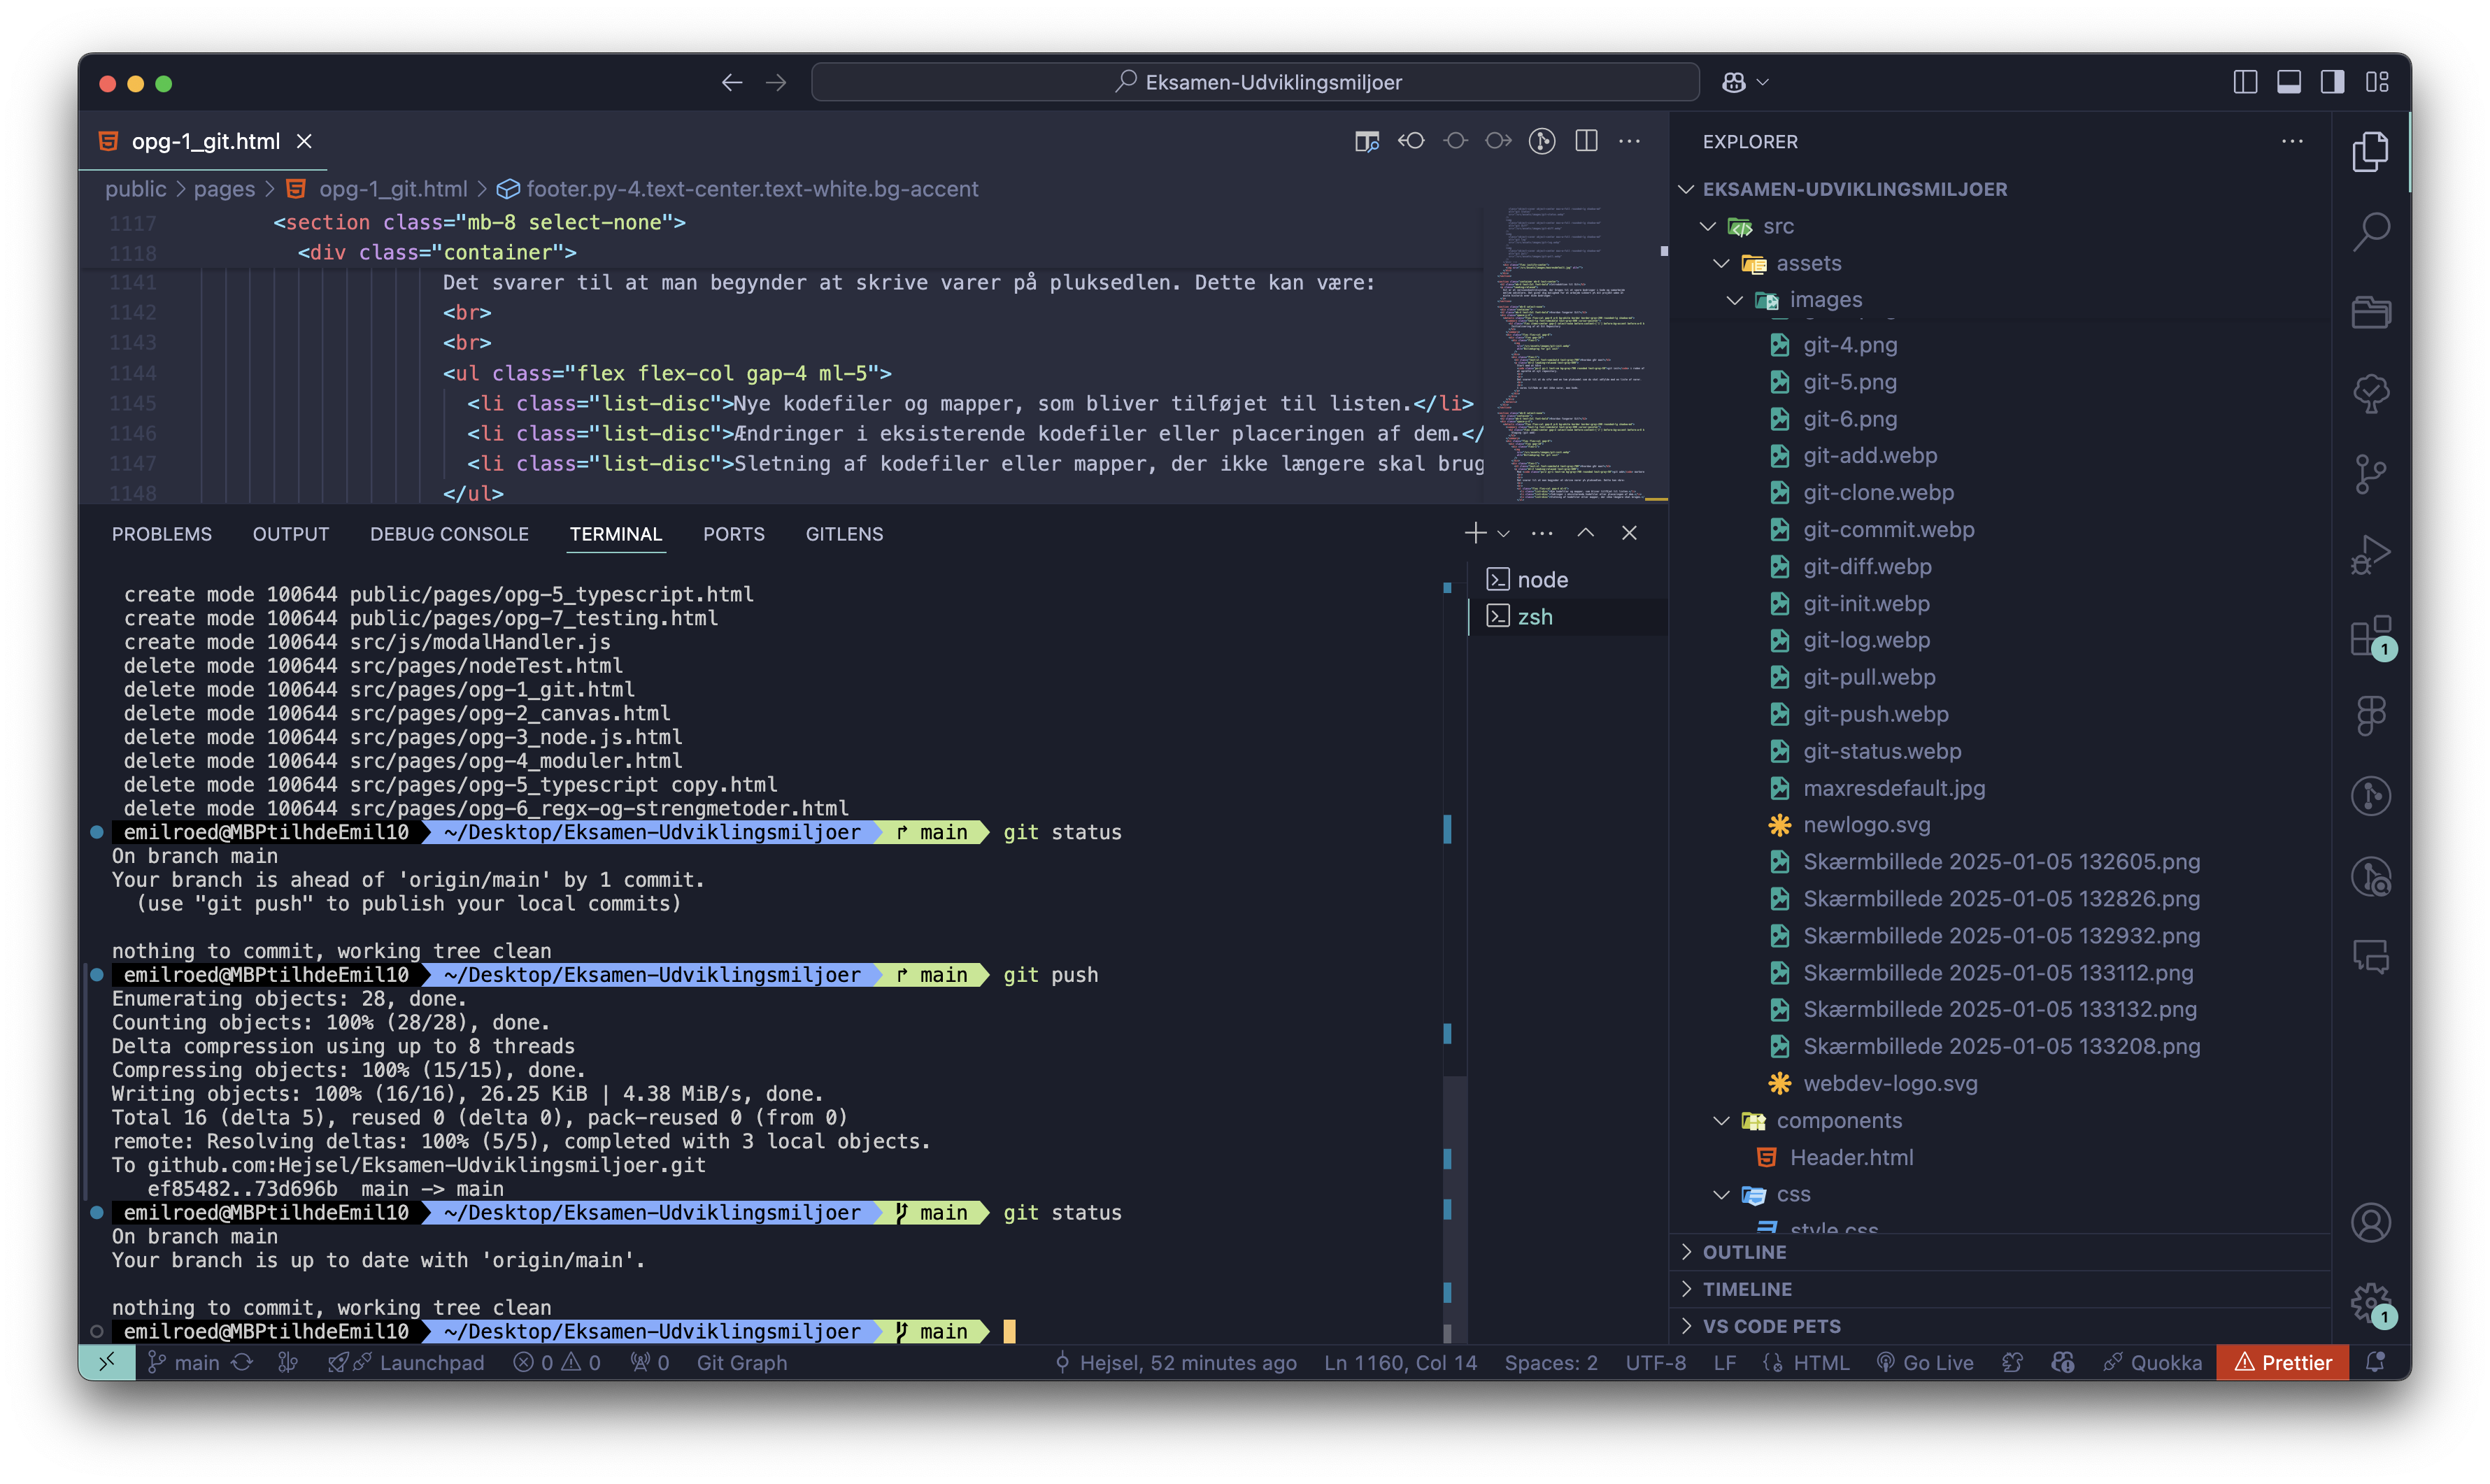 Eksamen-Udviklingsmiljoer
opg-1_git.html
public > pages > opg-1_git.html > footer.py-4.text-center.text-white.bg-accent
1117 <section class="mb-8 select-none">
1118 <div class="container">
1141 Det svarer til at man begynder at skrive varer på pluksedlen. Dette kan være:
1142 <br>
1143 <br>
1144 <ul class="flex flex-col gap-4 ml-5">
1145 <li class="list-disc">Nye kodefiler og mapper, som bliver tilføjet til listen.</li>
1146 <li class="list-disc">Ændringer i eksisterende kodefiler eller placeringen af dem.</
1147 <li class="list-disc">Sletning af kodefiler eller mapper, der ikke længere skal brug
1148 </ul>
PROBLEMS OUTPUT DEBUG CONSOLE TERMINAL PORTS GITLENS
create mode 100644 public/pages/opg-5_typescript.html
create mode 100644 public/pages/opg-7_testing.html
create mode 100644 src/js/modalHandler.js
delete mode 100644 src/pages/nodeTest.html
delete mode 100644 src/pages/opg-1_git.html
delete mode 100644 src/pages/opg-2_canvas.html
delete mode 100644 src/pages/opg-3_node.js.html
delete mode 100644 src/pages/opg-4_moduler.html
delete mode 100644 src/pages/opg-5_typescript copy.html
delete mode 100644 src/pages/opg-6_regx-og-strengmetoder.html
emilroed@MBPtilhdeEmil10 ~/Desktop/Eksamen-Udviklingsmiljoer main git status
On branch main
Your branch is ahead of 'origin/main' by 1 commit.
(use "git push" to publish your local commits)
nothing to commit, working tree clean
emilroed@MBPtilhdeEmil10 ~/Desktop/Eksamen-Udviklingsmiljoer main git push
Enumerating objects: 28, done.
Counting objects: 100% (28/28), done.
Delta compression using up to 8 threads
Compressing objects: 100% (15/15), done.
Writing objects: 100% (16/16), 26.25 KiB | 4.38 MiB/s, done.
Total 16 (delta 5), reused 0 (delta 0), pack-reused 0 (from 0)
remote: Resolving deltas: 100% (5/5), completed with 3 local objects.
To github.com:Hejsel/Eksamen-Udviklingsmiljoer.git
ef85482..73d696b main -> main
emilroed@MBPtilhdeEmil10 ~/Desktop/Eksamen-Udviklingsmiljoer main git status
On branch main
Your branch is up to date with 'origin/main'.
nothing to commit, working tree clean
emilroed@MBPtilhdeEmil10 ~/Desktop/Eksamen-Udviklingsmiljoer main
node
zsh
EXPLORER
EKSAMEN-UDVIKLINGSMILJOER
src
assets
images
git-4.png
git-5.png
git-6.png
git-add.webp
git-clone.webp
git-commit.webp
git-diff.webp
git-init.webp
git-log.webp
git-pull.webp
git-push.webp
git-status.webp
maxresdefault.jpg
newlogo.svg
Skærmbillede 2025-01-05 132605.png
Skærmbillede 2025-01-05 132826.png
Skærmbillede 2025-01-05 132932.png
Skærmbillede 2025-01-05 133112.png
Skærmbillede 2025-01-05 133132.png
Skærmbillede 2025-01-05 133208.png
webdev-logo.svg
components
Header.html
css
style.css
OUTLINE
TIMELINE
VS CODE PETS
1
1
main Launchpad 0 0 0 Git Graph Hejsel, 52 minutes ago Ln 1160, Col 14 Spaces: 2 UTF-8 LF HTML Go Live Quokka Prettier